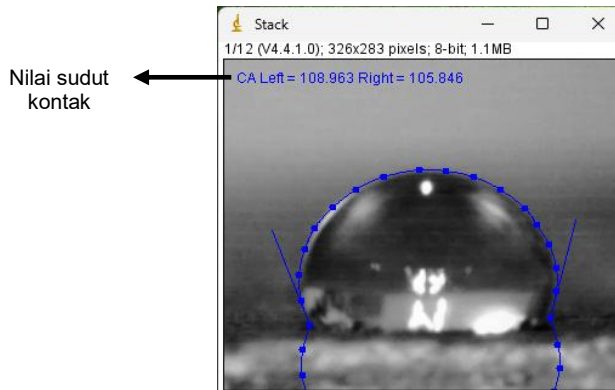 Stack
1/12 (V4.4.1.0); 326x283 pixels; 8-bit; 1.1MB
Nilai sudut
kontak
CA Left = 108.963 Right = 105.846